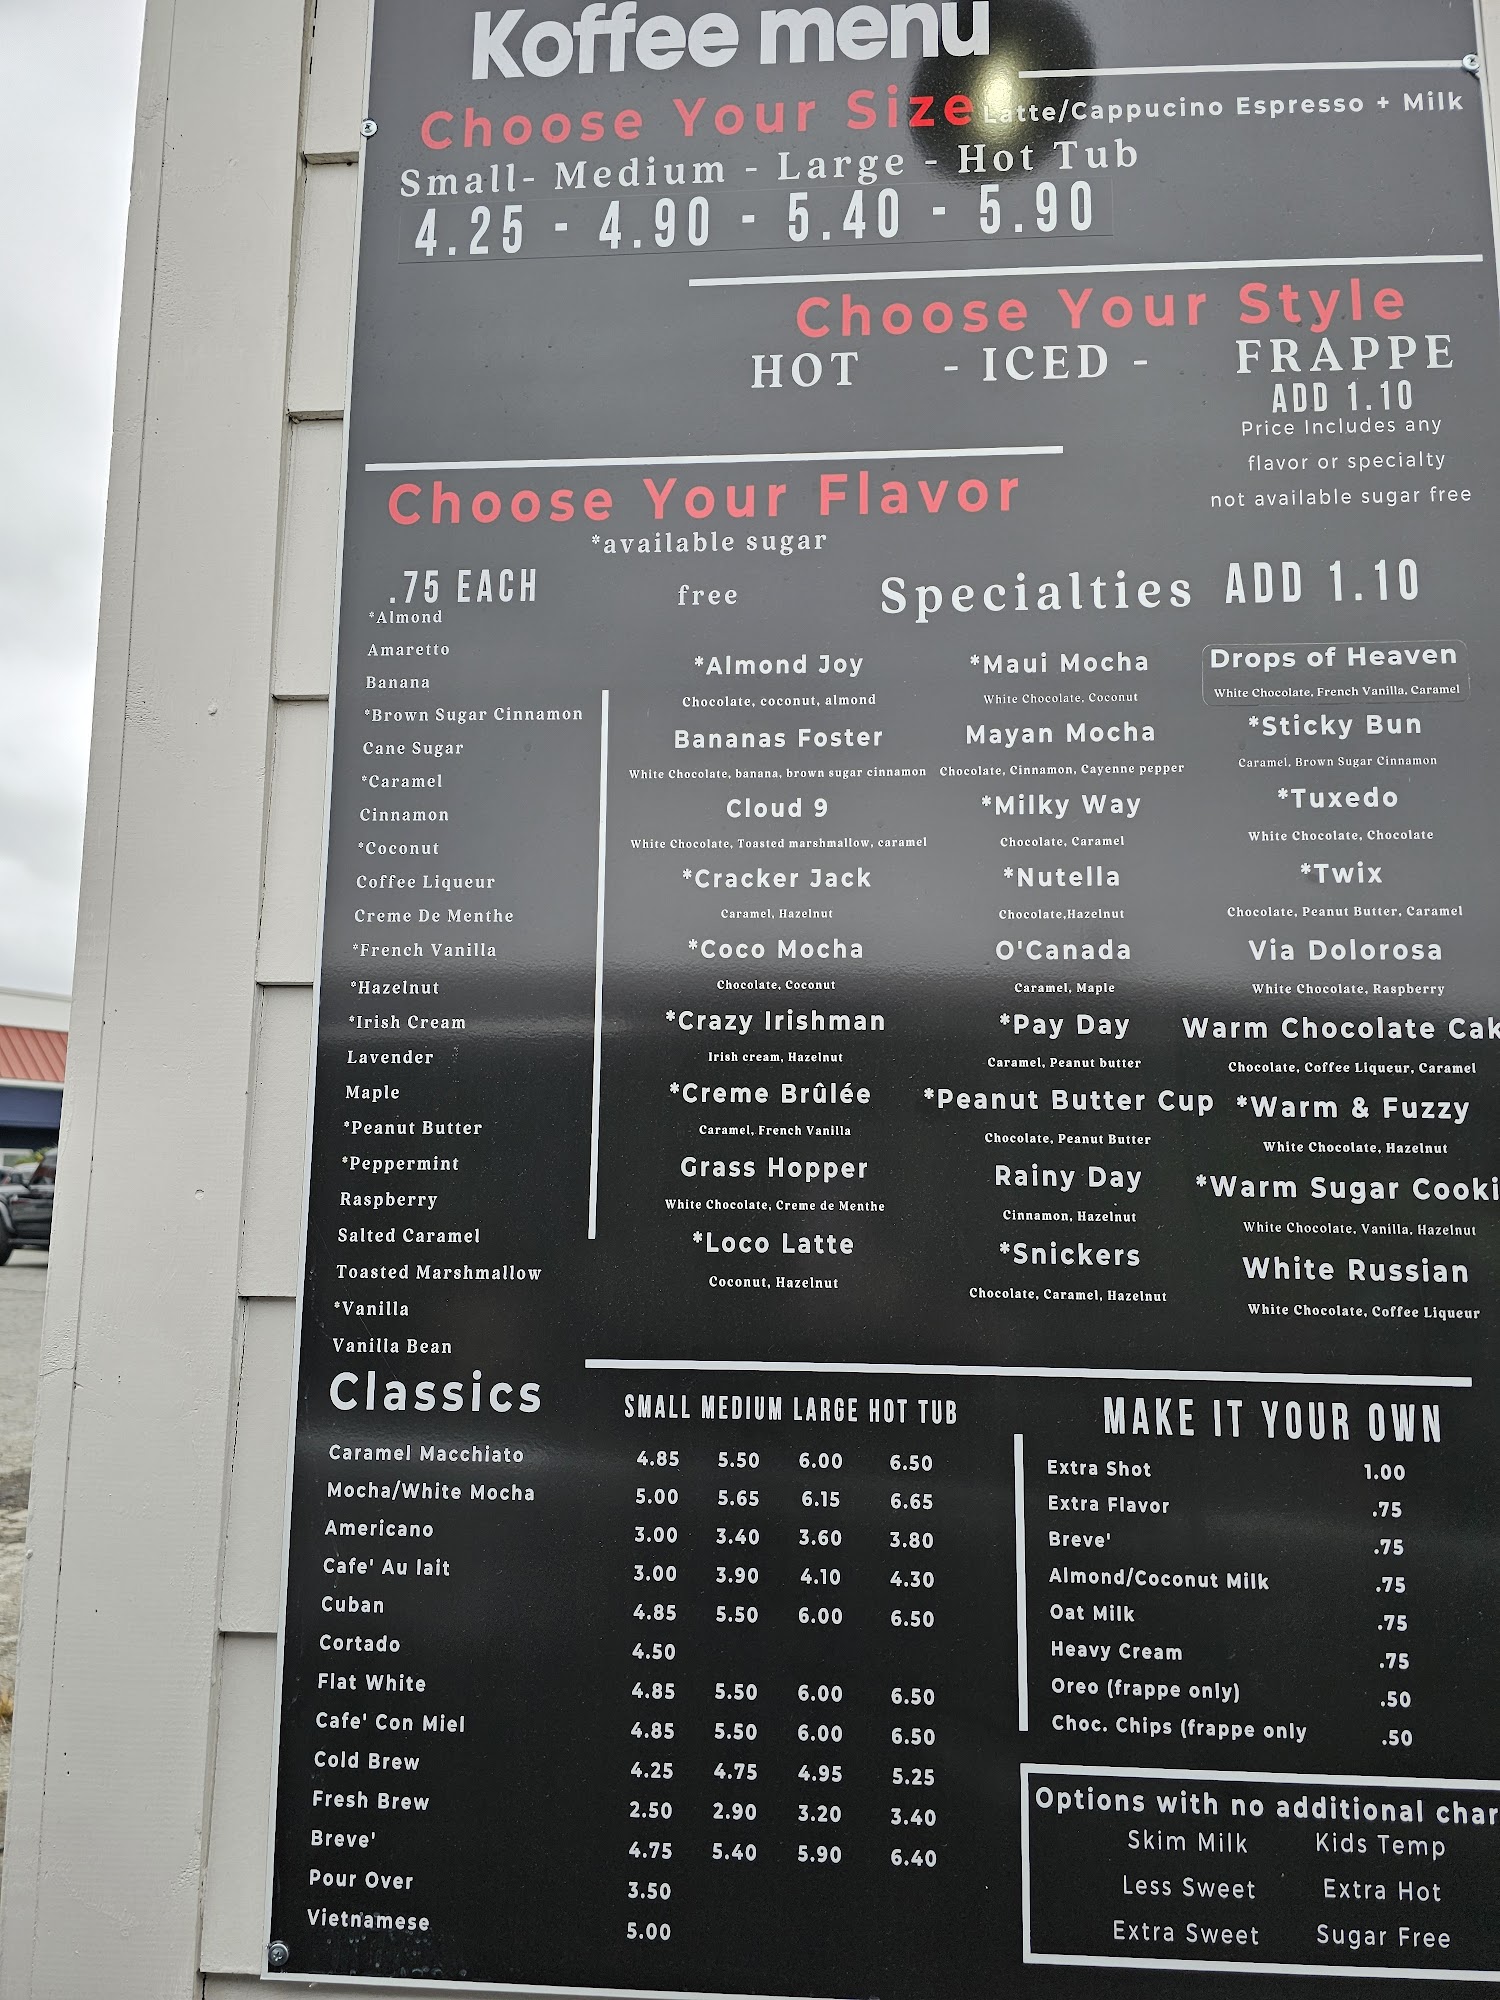 Koffee menu
Choose Your Size Latte/Cappucino Espresso + Milk
Small- Medium - Large - Hot Tub
4.25 - 4.90 - 5.40 - 5.90
Choose Your Style
HOT - ICED - FRAPPE
ADD 1.10
Price Includes any
flavor or specialty
not available sugar free
Choose Your Flavor
*available sugar
free
.75 EACH
*Almond
Amaretto
Banana
*Brown Sugar Cinnamon
Cane Sugar
*Caramel
Cinnamon
*Coconut
Coffee Liqueur
Creme De Menthe
*French Vanilla
*Hazelnut
*Irish Cream
Lavender
Maple
*Peanut Butter
*Peppermint
Raspberry
Salted Caramel
Toasted Marshmallow
*Vanilla
Vanilla Bean
Specialties ADD 1.10
*Almond Joy
Chocolate, coconut, almond
Bananas Foster
White Chocolate, banana, brown sugar cinnamon
Cloud 9
White Chocolate, Toasted marshmallow, caramel
*Cracker Jack
Caramel, Hazelnut
*Coco Mocha
Chocolate, Coconut
*Crazy Irishman
Irish cream, Hazelnut
*Creme Brûlée
Caramel, French Vanilla
Grass Hopper
White Chocolate, Creme de Menthe
*Loco Latte
Coconut, Hazelnut
*Maui Mocha
White Chocolate, Coconut
Mayan Mocha
Chocolate, Cinnamon, Cayenne pepper
*Milky Way
Chocolate, Caramel
*Nutella
Chocolate,Hazelnut
O'Canada
Caramel, Maple
*Pay Day
Caramel, Peanut butter
*Peanut Butter Cup
Chocolate, Peanut Butter
Rainy Day
Cinnamon, Hazelnut
*Snickers
Chocolate, Caramel, Hazelnut
Drops of Heaven
White Chocolate, French Vanilla, Caramel
*Sticky Bun
Caramel, Brown Sugar Cinnamon
*Tuxedo
White Chocolate, Chocolate
*Twix
Chocolate, Peanut Butter, Caramel
Via Dolorosa
White Chocolate, Raspberry
Warm Chocolate Cak
Chocolate, Coffee Liqueur, Caramel
*Warm & Fuzzy
White Chocolate, Hazelnut
*Warm Sugar Cooki
White Chocolate, Vanilla, Hazelnut
White Russian
White Chocolate, Coffee Liqueur
Classics SMALL MEDIUM LARGE HOT TUB
Caramel Macchiato 4.85 5.50 6.00 6.50
Mocha/White Mocha 5.00 5.65 6.15 6.65
Americano 3.00 3.40 3.60 3.80
Cafe' Au lait 3.00 3.90 4.10 4.30
Cuban 4.85 5.50 6.00 6.50
Cortado 4.50
Flat White 4.85 5.50 6.00 6.50
Cafe' Con Miel 4.85 5.50 6.00 6.50
Cold Brew 4.25 4.75 4.95 5.25
Fresh Brew 2.50 2.90 3.20 3.40
Breve' 4.75 5.40 5.90 6.40
Pour Over 3.50
Vietnamese 5.00
MAKE IT YOUR OWN
Extra Shot 1.00
Extra Flavor .75
Breve' .75
Almond/Coconut Milk .75
Oat Milk .75
Heavy Cream .75
Oreo (frappe only) .50
Choc. Chips (frappe only .50
Options with no additional char
Skim Milk Kids Temp
Less Sweet Extra Hot
Extra Sweet Sugar Free